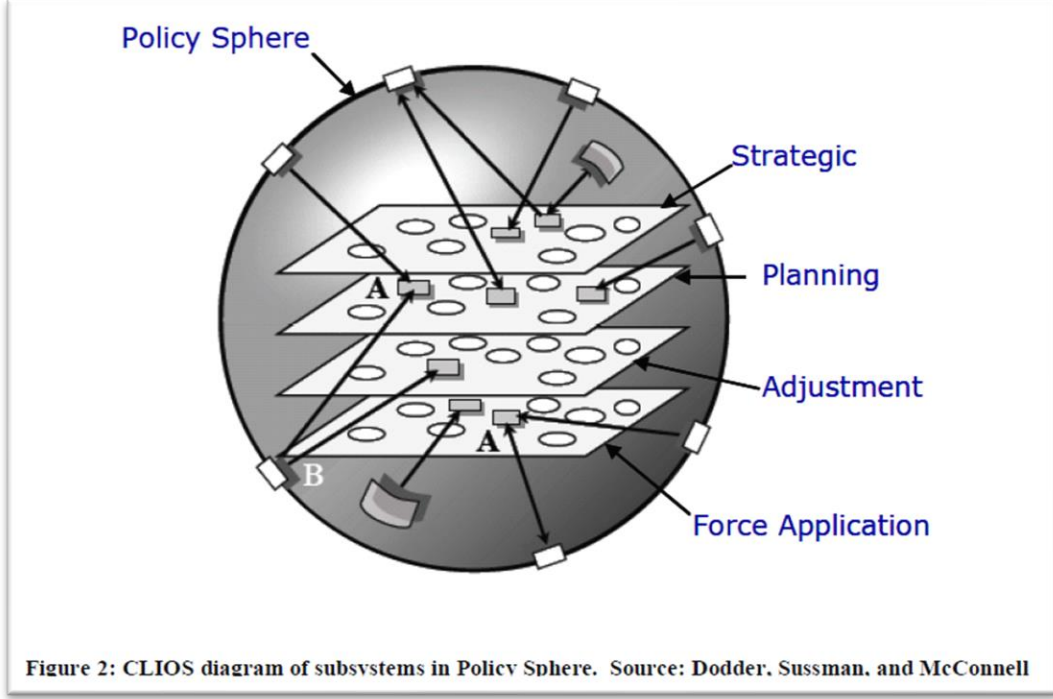 Policy Sphere
Strategic
Planning
A
Adjustment
A
B
Force Application
Figure 2: CLIOS diagram of subsystems in Policy Sphere. Source: Dodder, Sussman, and McConnell